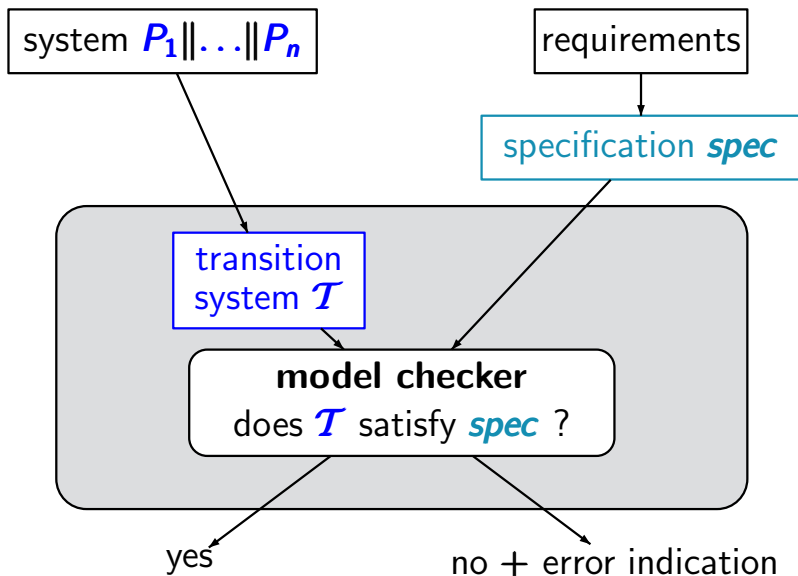 system P₁‖...‖Pₙ
requirements
specification spec
transition
system 𝒯
model checker
does 𝒯 satisfy spec ?
yes
no + error indication